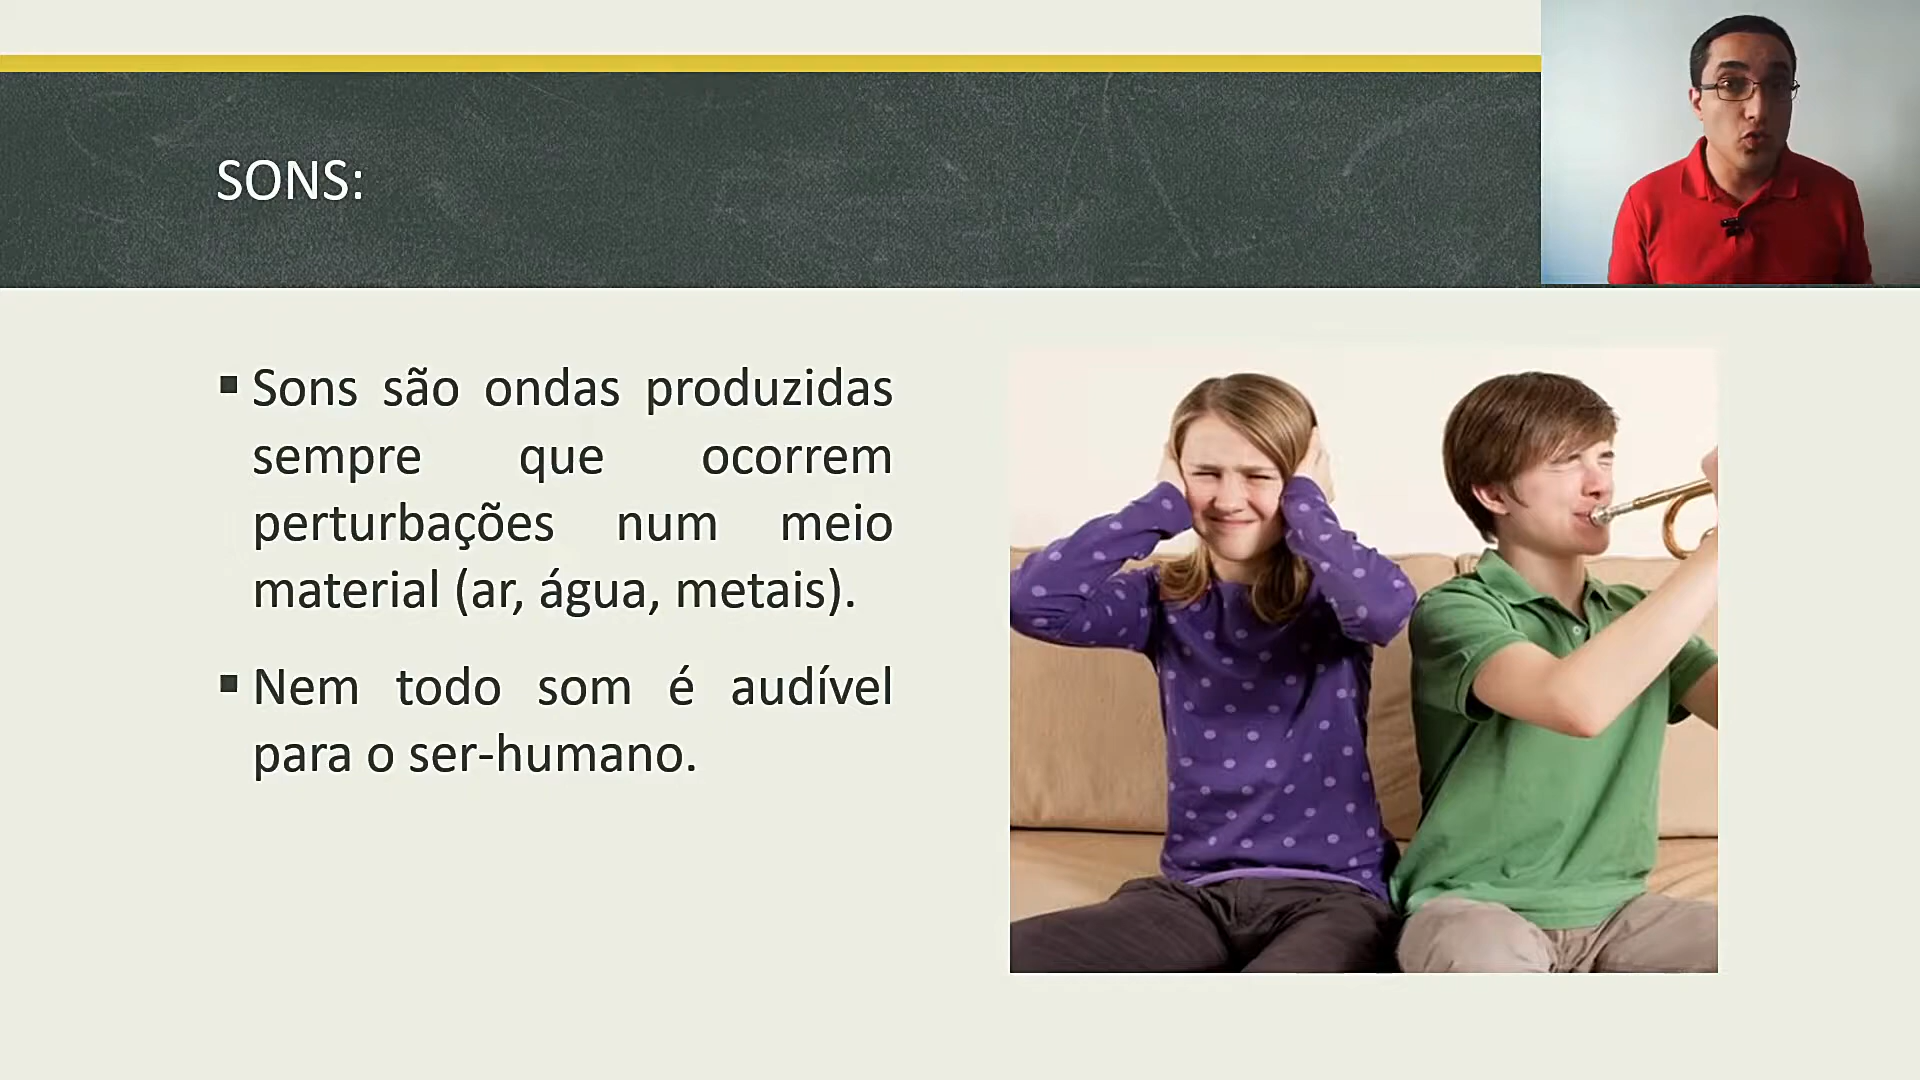 SONS:
▪ Sons são ondas produzidas
sempre que ocorrem
perturbações num meio
material (ar, água, metais).
▪ Nem todo som é audível
para o ser-humano.